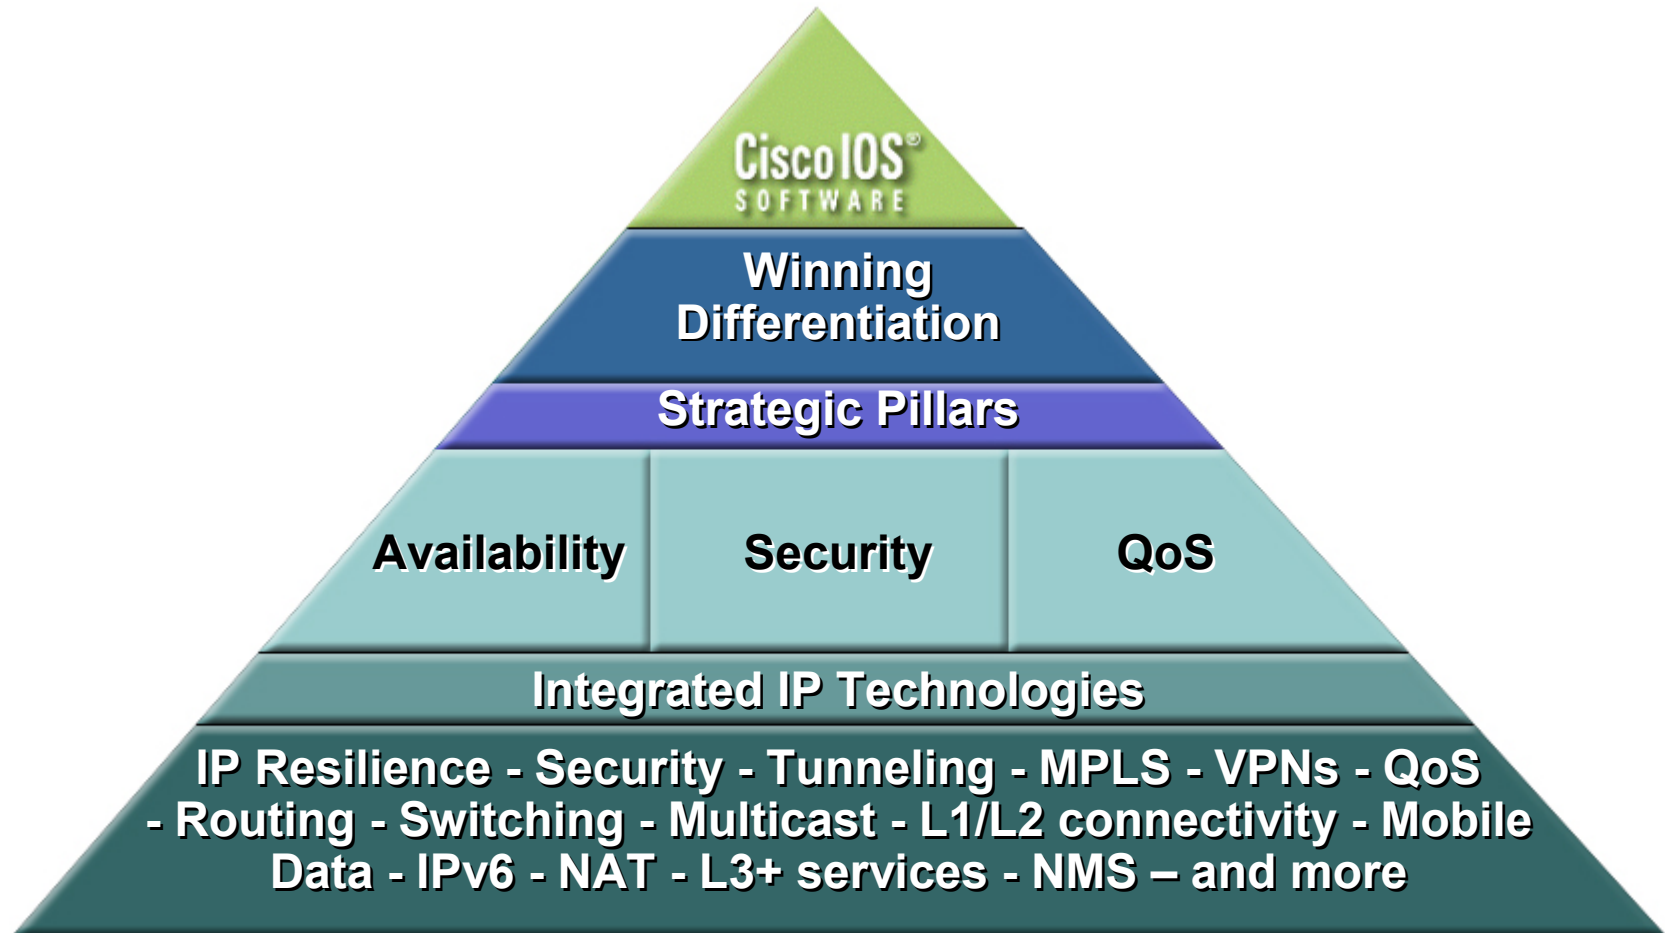 Cisco IOS®
SOFTWARE
Winning
Differentiation
Strategic Pillars
Availability
Security
QoS
Integrated IP Technologies
IP Resilience - Security - Tunneling - MPLS - VPNs - QoS
- Routing - Switching - Multicast - L1/L2 connectivity - Mobile
Data - IPv6 - NAT - L3+ services - NMS – and more